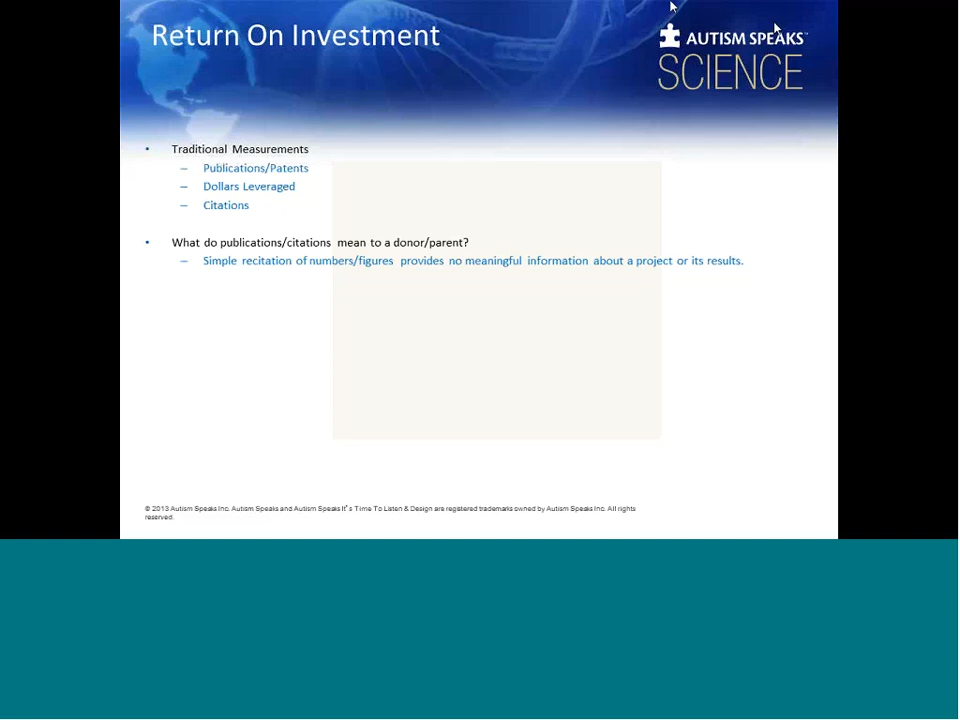 Return On Investment
AUTISM SPEAKS™
SCIENCE
• Traditional Measurements
– Publications/Patents
– Dollars Leveraged
– Citations
• What do publications/citations mean to a donor/parent?
– Simple recitation of numbers/figures provides no meaningful information about a project or its results.
© 2013 Autism Speaks Inc. Autism Speaks and Autism Speaks It's Time To Listen & Design are registered trademarks owned by Autism Speaks Inc. All rights
reserved.